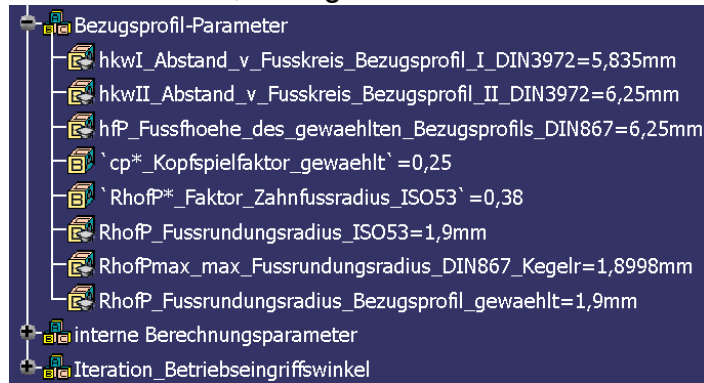 Bezugsprofil-Parameter
hkwI_Abstand_v_Fusskreis_Bezugsprofil_I_DIN3972=5,835mm
hkwII_Abstand_v_Fusskreis_Bezugsprofil_II_DIN3972=6,25mm
hfP_Fussfhoehe_des_gewaehlten_Bezugsprofils_DIN867=6,25mm
`cp*_Kopfspielfaktor_gewaehlt`=0,25
`RhofP*_Faktor_Zahnfussradius_ISO53`=0,38
RhofP_Fussrundungsradius_ISO53=1,9mm
RhofPmax_max_Fussrundungsradius_DIN867_Kegelr=1,8998mm
RhofP_Fussrundungsradius_Bezugsprofil_gewaehlt=1,9mm
interne Berechnungsparameter
Iteration_Betriebseingriffswinkel